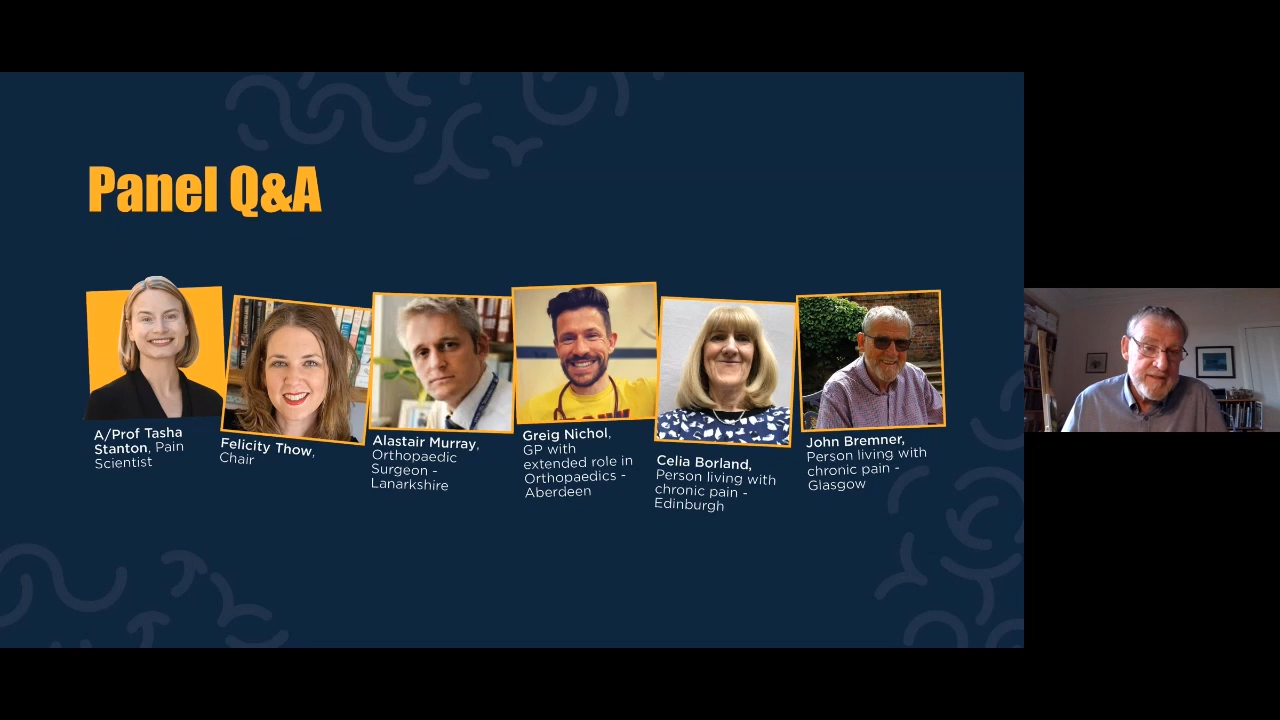 Panel Q&A
A/Prof Tasha
Stanton, Pain
Scientist
Felicity Thow,
Chair
Alastair Murray,
Orthopaedic
Surgeon -
Lanarkshire
Greig Nichol,
GP with
extended role in
Orthopaedics -
Aberdeen
Celia Borland,
Person living with
chronic pain -
Edinburgh
John Bremner,
Person living with
chronic pain -
Glasgow